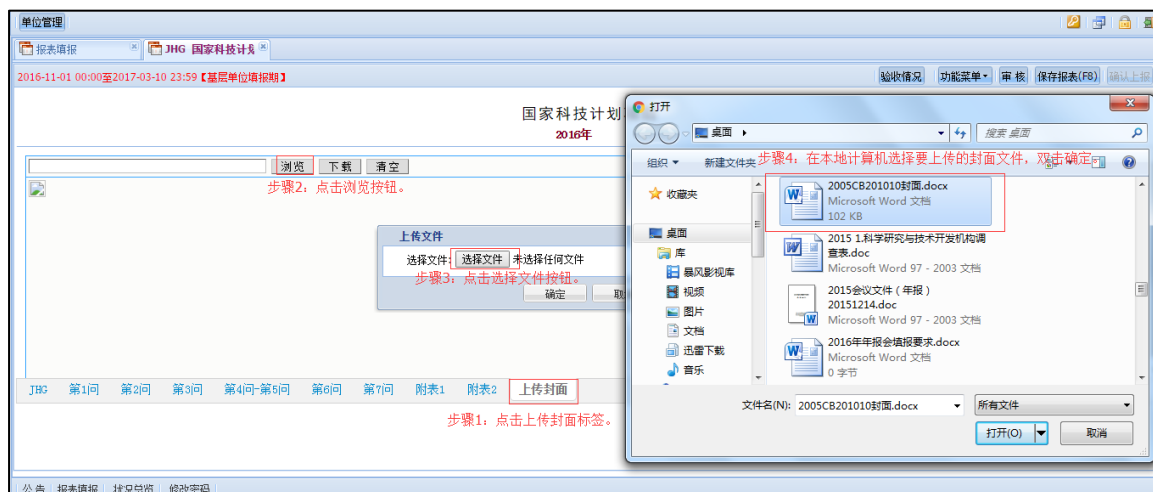 单位管理
报表填报
JHG 国家科技计划
2016-11-01 00:00至2017-03-10 23:59【基层单位填报期】
验收情况 功能菜单 审 核 保存报表(F8) 确认上报
国家科技计划
2016年
浏览 下载 清空
步骤2：点击浏览按钮。
上传文件
选择文件: 选择文件 未选择任何文件
步骤3：点击选择文件按钮。
确定 取
JHG 第1问 第2问 第3问 第4问-第5问 第6问 第7问 附表1 附表2 上传封面
步骤1：点击上传封面标签。
公告 报表填报 状况总览 修改密码
打开
桌面
搜索 桌面
组织 新建文件夹
步骤4：在本地计算机选择要上传的封面文件，双击确定。
收藏夹
桌面
库
暴风影视库
视频
图片
文档
迅雷下载
音乐
2005CB201010封面.docx
Microsoft Word 文档
102 KB
2015 1.科学研究与技术开发机构调
查表.doc
Microsoft Word 97 - 2003 文档
2015会议文件（年报）
20151214.doc
Microsoft Word 97 - 2003 文档
2016年年报会填报要求.docx
Microsoft Word 文档
0 字节
文件名(N): 2005CB201010封面.docx 所有文件
打开(O) 取消